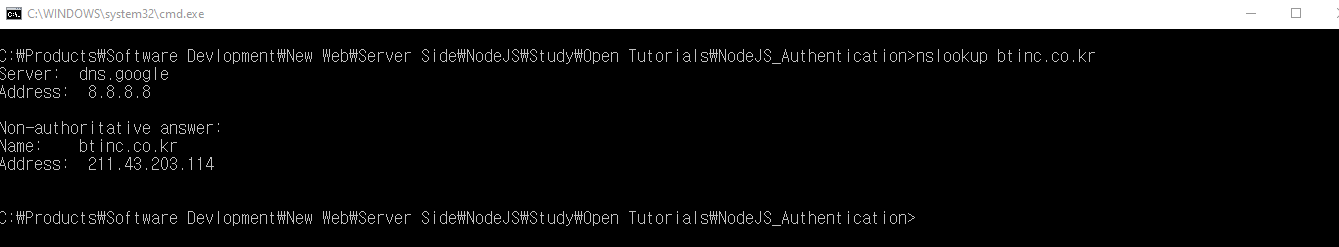 C:\WINDOWS\system32\cmd.exe
C:₩Products₩Software Devlopment₩New Web₩Server Side₩NodeJS₩Study₩Open Tutorials₩NodeJS_Authentication>nslookup btinc.co.kr
Server:  dns.google
Address:  8.8.8.8
Non-authoritative answer:
Name:    btinc.co.kr
Address:  211.43.203.114
C:₩Products₩Software Devlopment₩New Web₩Server Side₩NodeJS₩Study₩Open Tutorials₩NodeJS_Authentication>